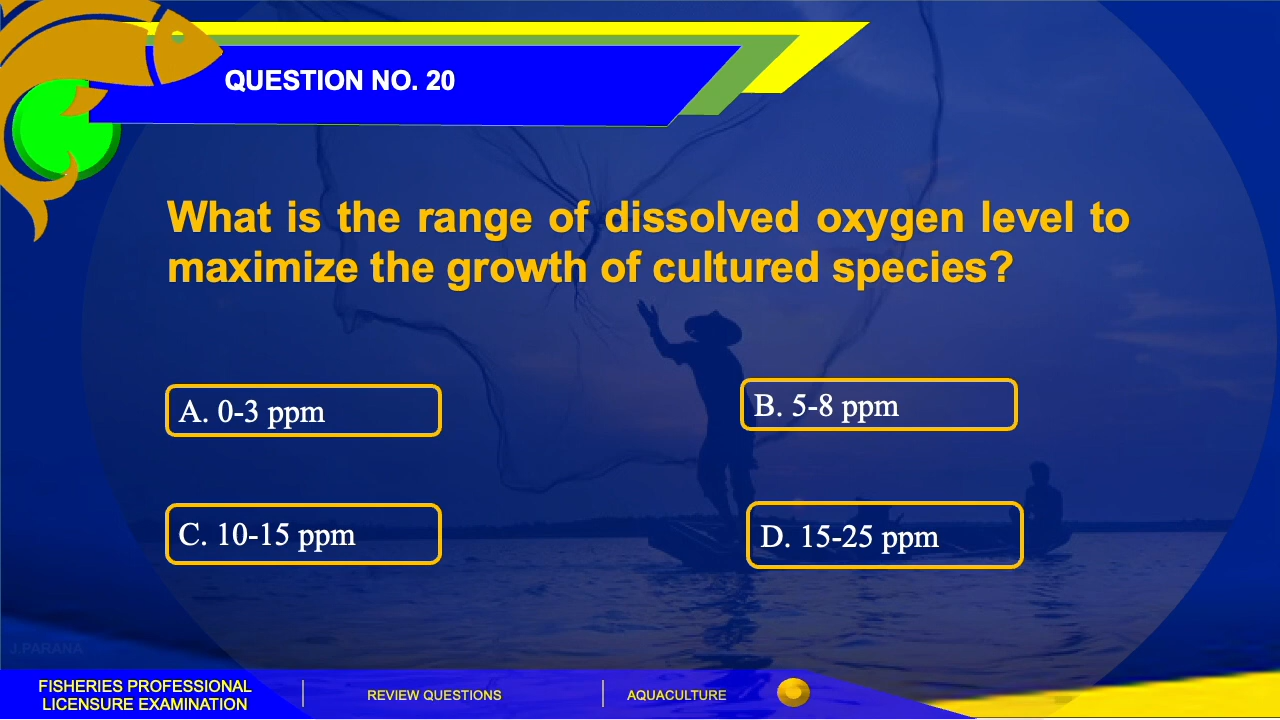 QUESTION NO. 20
What is the range of dissolved oxygen level to
maximize the growth of cultured species?
A. 0-3 ppm
B. 5-8 ppm
C. 10-15 ppm
D. 15-25 ppm
J.PARANA
FISHERIES PROFESSIONAL
LICENSURE EXAMINATION
REVIEW QUESTIONS
AQUACULTURE